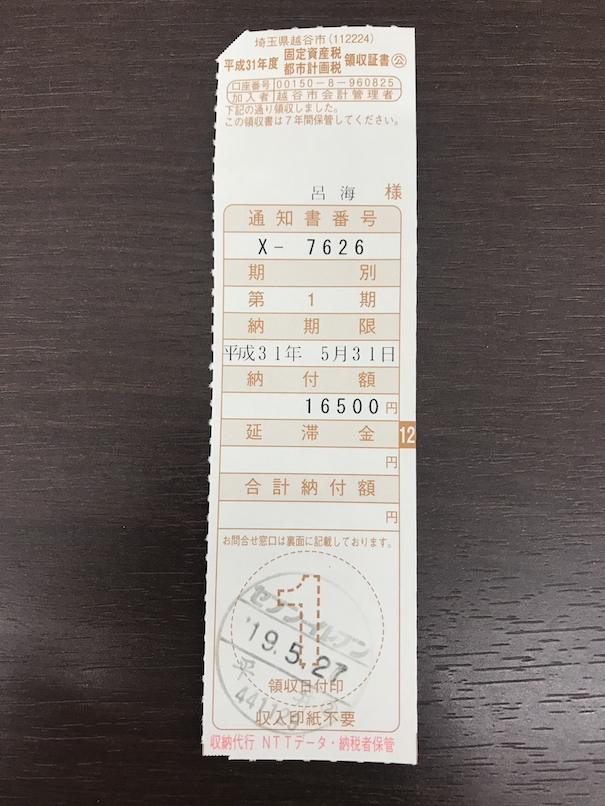 埼玉県越谷市(112224)
平成31年度 固定資産税 都市計画税 領収証書 公
口座番号 00150-8-960825
加入者 越谷市会計管理者
下記の通り領収しました。
この領収書は7年間保管してください。
呂海 様
通知書番号
X- 7626
期別
第1期
納期限
平成31年 5月31日
納付額
16500円
延滞金
12
円
合計納付額
円
お問合せ窓口は裏面に記載しております。
1
セブン-イレブン
'19.5.27
領収日付印
収入印紙不要
収納代行 NTTデータ・納税者保管